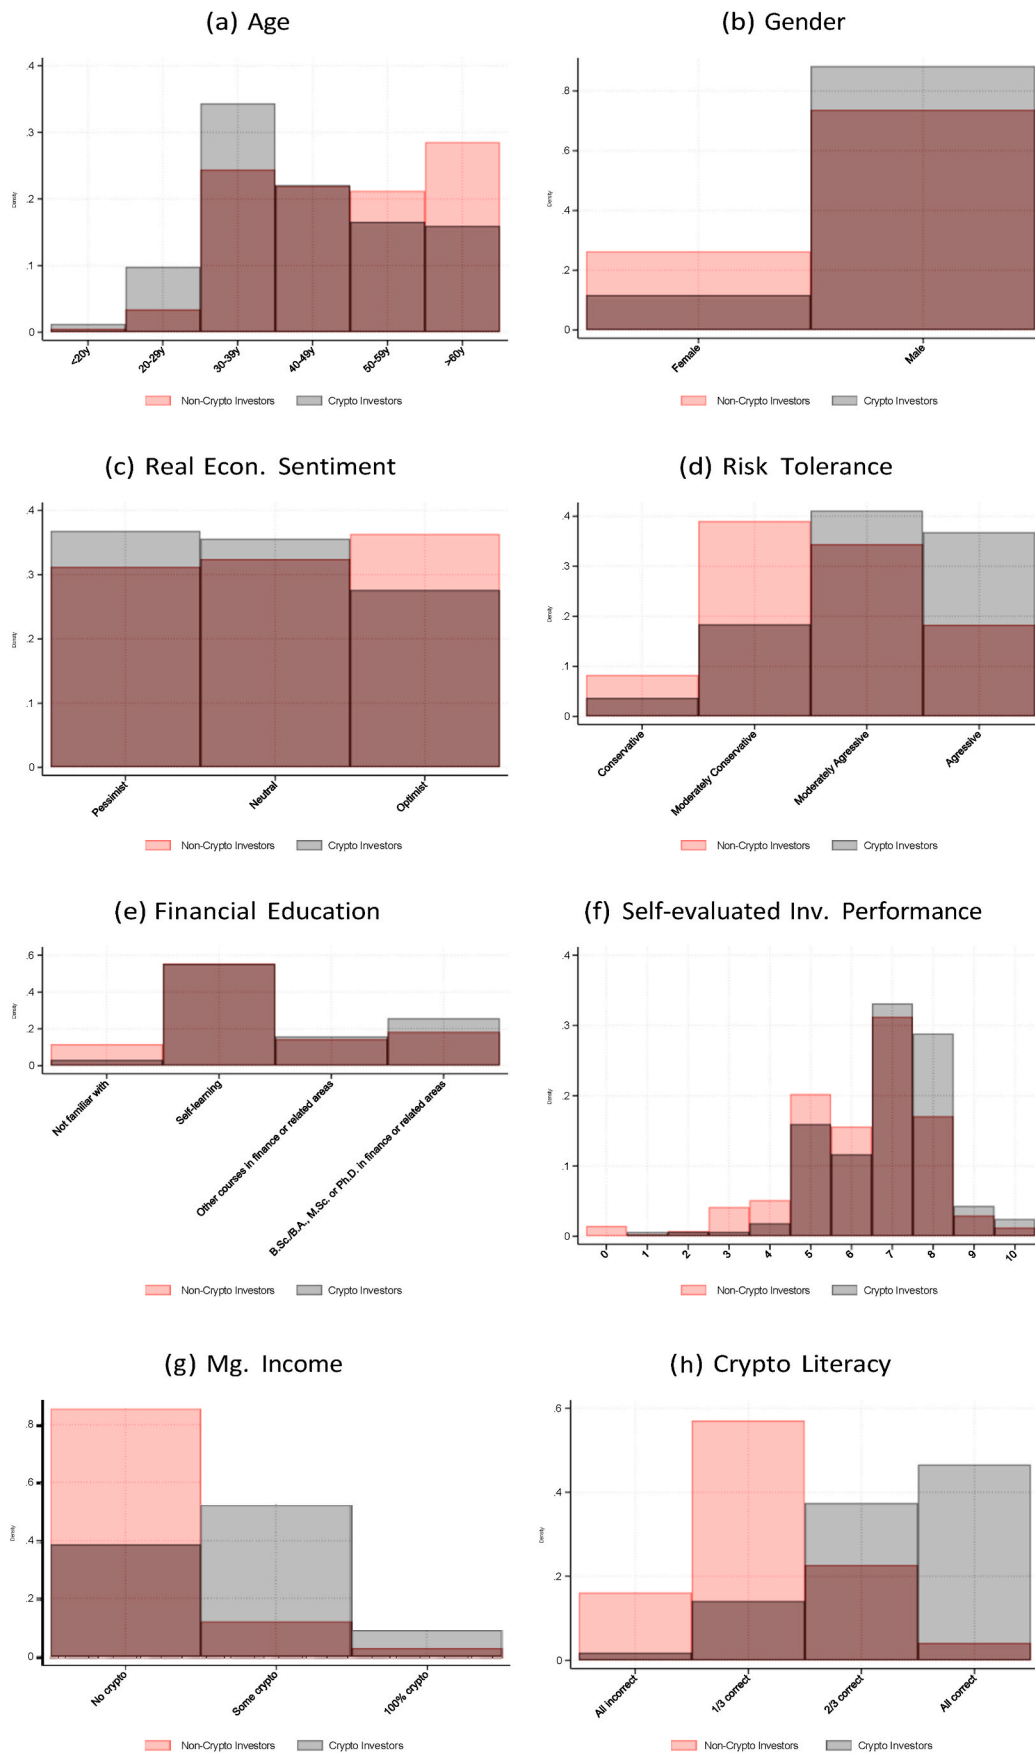 (a) Age
(b) Gender
Density
.4
.3
.2
.1
0
<20y
20-29y
30-39y
40-49y
50-59y
>60y
Non-Crypto Investors
Crypto Investors
Density
.8
.6
.4
.2
0
Female
Male
Non-Crypto Investors
Crypto Investors
(c) Real Econ. Sentiment
(d) Risk Tolerance
Density
.4
.3
.2
.1
0
Pessimist
Neutral
Optimist
Non-Crypto Investors
Crypto Investors
Density
.4
.3
.2
.1
0
Conservative
Moderately Conservative
Moderately Agressive
Agressive
Non-Crypto Investors
Crypto Investors
(e) Financial Education
(f) Self-evaluated Inv. Performance
Density
.6
.4
.2
0
Not familiar with
Self-learning
Other courses in finance or related areas
B.Sc./B.A., M.Sc. or Ph.D. in finance or related areas
Non-Crypto Investors
Crypto Investors
Density
.4
.3
.2
.1
0
0
1
2
3
4
5
6
7
8
9
10
Non-Crypto Investors
Crypto Investors
(g) Mg. Income
(h) Crypto Literacy
Density
.8
.6
.4
.2
0
No crypto
Some crypto
100% crypto
Non-Crypto Investors
Crypto Investors
Density
.6
.4
.2
0
All incorrect
1/3 correct
2/3 correct
All correct
Non-Crypto Investors
Crypto Investors